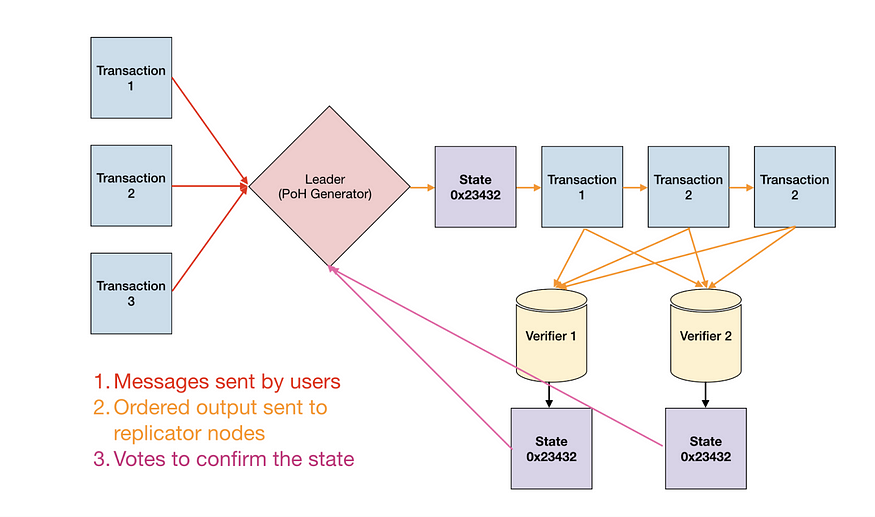 Transaction
1
Transaction
2
Transaction
3
Leader
(PoH Generator)
State
0x23432
Transaction
1
Transaction
2
Transaction
2
Verifier 1
Verifier 2
State
0x23432
State
0x23432
1. Messages sent by users
2. Ordered output sent to
replicator nodes
3. Votes to confirm the state